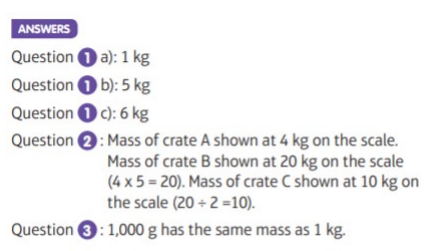 ANSWERS
Question 1 a): 1 kg
Question 1 b): 5 kg
Question 1 c): 6 kg
Question 2 : Mass of crate A shown at 4 kg on the scale.
Mass of crate B shown at 20 kg on the scale
(4 x 5 = 20). Mass of crate C shown at 10 kg on
the scale (20 ÷ 2 =10).
Question 3 : 1,000 g has the same mass as 1 kg.